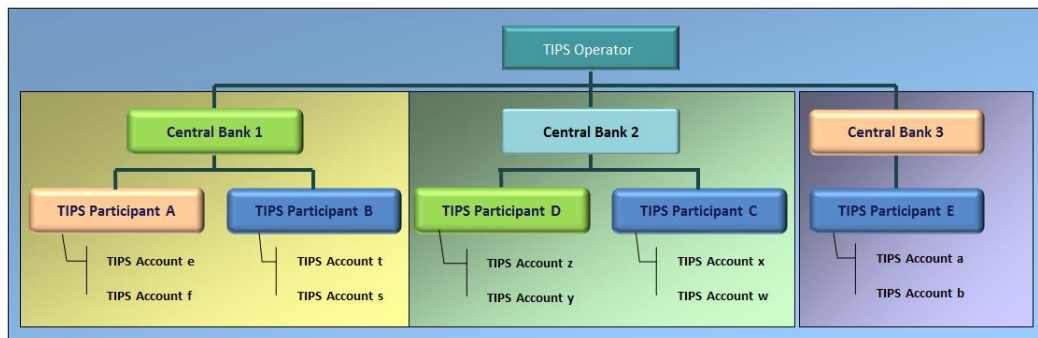 TIPS Operator
Central Bank 1
Central Bank 2
Central Bank 3
TIPS Participant A
TIPS Participant B
TIPS Participant D
TIPS Participant C
TIPS Participant E
TIPS Account e
TIPS Account f
TIPS Account t
TIPS Account s
TIPS Account z
TIPS Account y
TIPS Account x
TIPS Account w
TIPS Account a
TIPS Account b